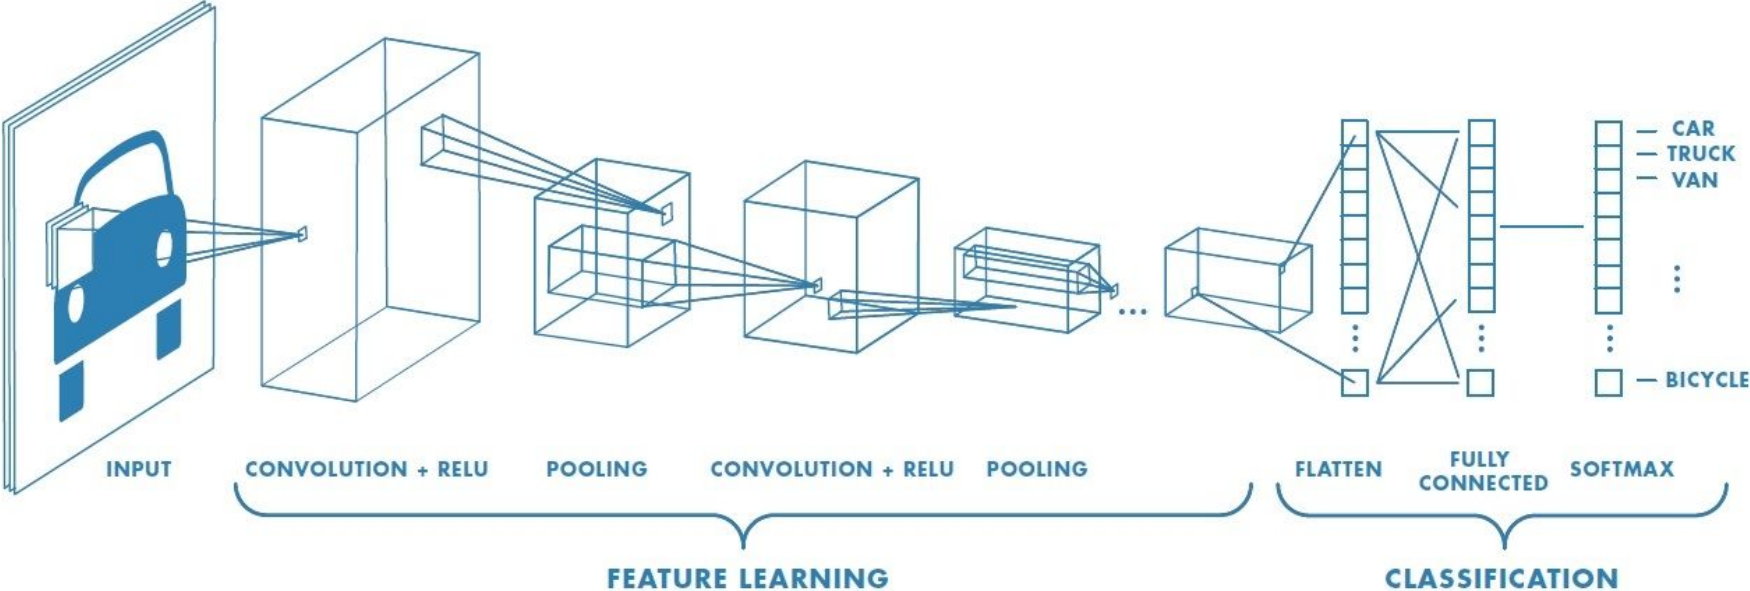 CAR
TRUCK
VAN
BICYCLE
INPUT
CONVOLUTION + RELU
POOLING
CONVOLUTION + RELU
POOLING
FLATTEN
FULLY
CONNECTED
SOFTMAX
FEATURE LEARNING
CLASSIFICATION